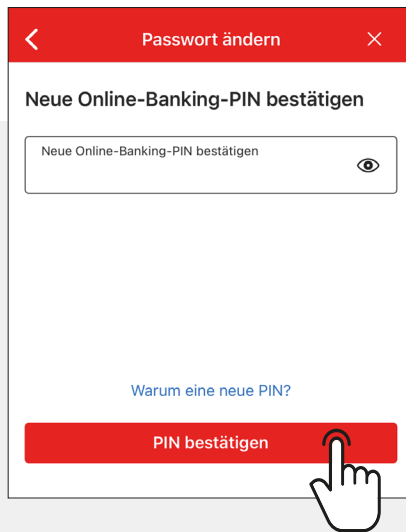 Passwort ändern
Neue Online-Banking-PIN bestätigen
Neue Online-Banking-PIN bestätigen
Warum eine neue PIN?
PIN bestätigen